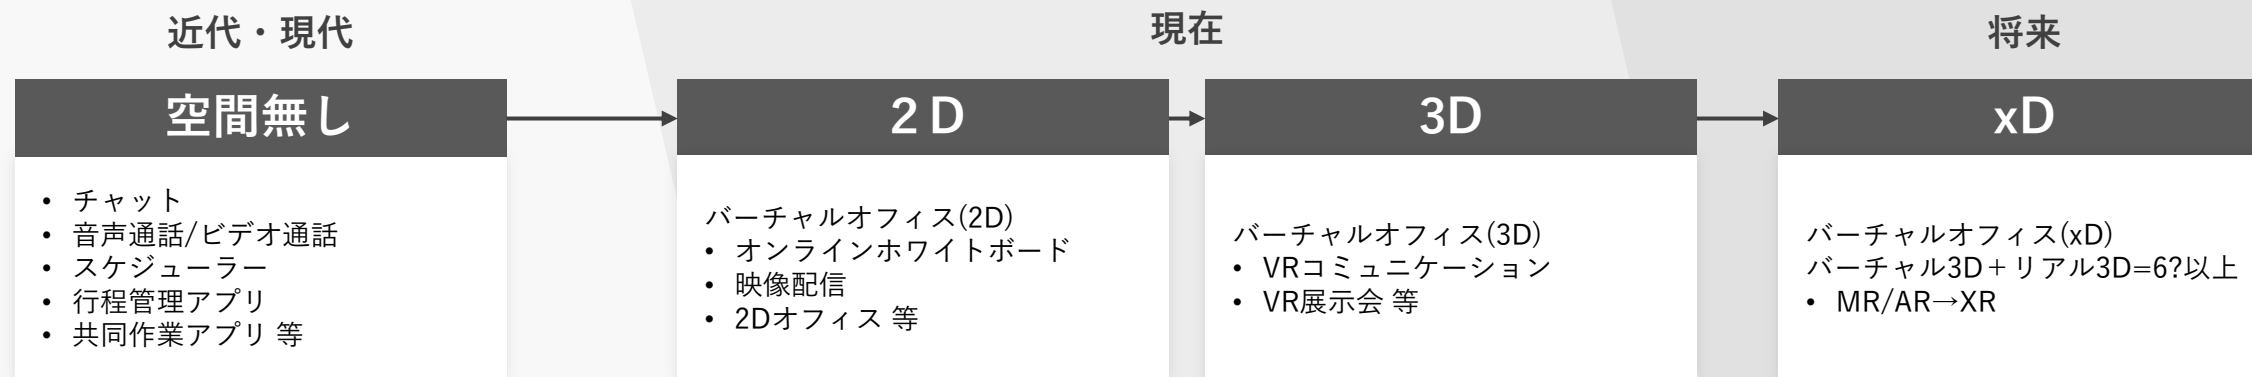 近代・現代
現在
将来
空間無し
• チャット
• 音声通話/ビデオ通話
• スケジューラー
• 行程管理アプリ
• 共同作業アプリ 等
2 D
バーチャルオフィス(2D)
• オンラインホワイトボード
• 映像配信
• 2Dオフィス 等
3D
バーチャルオフィス(3D)
• VRコミュニケーション
• VR展示会 等
xD
バーチャルオフィス(xD)
バーチャル3D＋リアル3D=6?以上
• MR/AR→XR